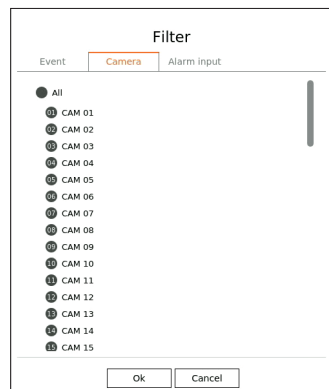 Filter
Event Camera Alarm input
All
01 CAM 01
02 CAM 02
03 CAM 03
04 CAM 04
05 CAM 05
06 CAM 06
07 CAM 07
08 CAM 08
09 CAM 09
10 CAM 10
11 CAM 11
12 CAM 12
13 CAM 13
14 CAM 14
15 CAM 15
Ok Cancel